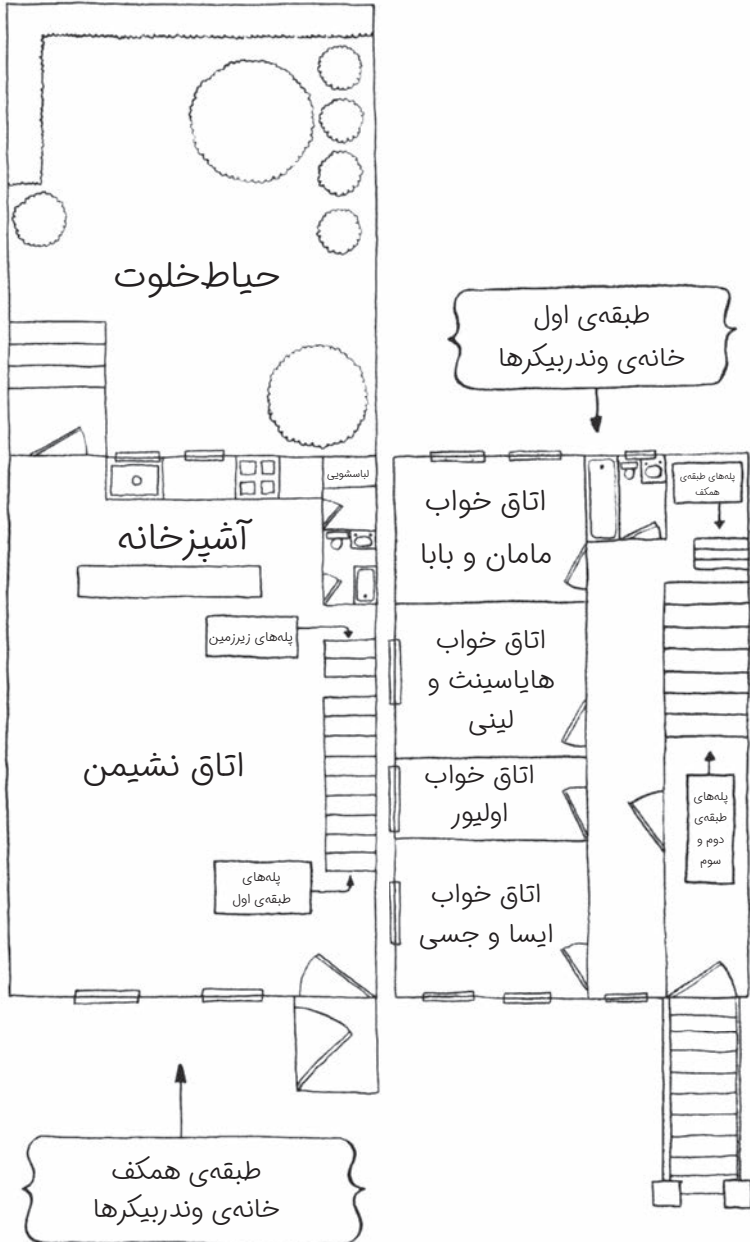 حیاط‌خلوت
طبقه‌ی اول
خانه‌ی وندربیکرها
لباسشویی
آشپزخانه
پله‌های زیرزمین
اتاق نشیمن
پله‌های
طبقه‌ی اول
اتاق خواب
مامان و بابا
پله‌های طبقه‌ی
همکف
اتاق خواب
هایاسینث و
لینی
اتاق خواب
اولیور
پله‌های
طبقه‌ی
دوم و
سوم
اتاق خواب
ایسا و جسی
طبقه‌ی همکف
خانه‌ی وندربیکرها